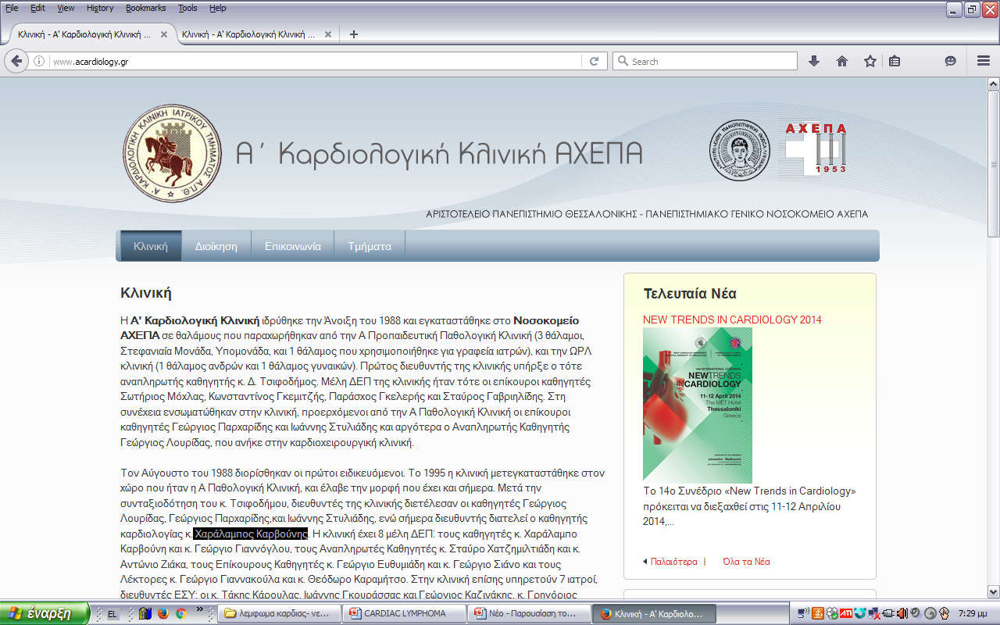 File Edit View History Bookmarks Tools Help
Κλινική - Α' Καρδιολογική Κλινική ...
Κλινική - Α' Καρδιολογική Κλινική ...
www.acardiology.gr
Search
Α΄ Καρδιολογική Κλινική ΑΧΕΠΑ
ΑΧΕΠΑ
1953
ΑΡΙΣΤΟΤΕΛΕΙΟ ΠΑΝΕΠΙΣΤΗΜΙΟ ΘΕΣΣΑΛΟΝΙΚΗΣ - ΠΑΝΕΠΙΣΤΗΜΙΑΚΟ ΓΕΝΙΚΟ ΝΟΣΟΚΟΜΕΙΟ ΑΧΕΠΑ
Κλινική Διοίκηση Επικοινωνία Τμήματα
Κλινική
Η Α' Καρδιολογική Κλινική ιδρύθηκε την Άνοιξη του 1988 και εγκαταστάθηκε στο Νοσοκομείο
ΑΧΕΠΑ σε θαλάμους που παραχωρήθηκαν από την Α Προπαιδευτική Παθολογική Κλινική (3 θάλαμοι,
Στεφανιαία Μονάδα, Υπομονάδα, και 1 θάλαμος που χρησιμοποιήθηκε για γραφεία ιατρών), και την ΩΡΛ
κλινική (1 θάλαμος ανδρών και 1 θάλαμος γυναικών). Πρώτος διευθυντής της κλινικής υπήρξε ο τότε
αναπληρωτής καθηγητής κ. Δ. Τσιφοδήμος. Μέλη ΔΕΠ της κλινικής ήταν τότε οι επίκουροι καθηγητές
Σωτήριος Μόχλας, Κωνσταντίνος Γκεμιτζής, Παράσχος Γκελερής και Σταύρος Γαβριηλίδης. Στη
συνέχεια ενσωματώθηκαν στην κλινική, προερχόμενοι από την Α Παθολογική Κλινική οι επίκουροι
καθηγητές Γεώργιος Παρχαρίδης και Ιωάννης Στυλιάδης και αργότερα ο Αναπληρωτής Καθηγητής
Γεώργιος Λουρίδας, που ανήκε στην καρδιοχειρουργική κλινική.
Τον Αύγουστο του 1988 διορίσθηκαν οι πρώτοι ειδικευόμενοι. Το 1995 η κλινική μετεγκαταστάθηκε στον
χώρο που ήταν η Α Παθολογική Κλινική, και έλαβε την μορφή που έχει και σήμερα. Μετά την
συνταξιοδότηση του κ. Τσιφοδήμου, διευθυντές της κλινικής διετέλεσαν οι καθηγητές Γεώργιος
Λουρίδας, Γεώργιος Παρχαρίδης,και Ιωάννης Στυλιάδης, ενώ σήμερα διευθυντής διατελεί ο καθηγητής
καρδιολογίας κ. Χαράλαμπος Καρβούνης. Η κλινική έχει 8 μέλη ΔΕΠ: τους καθηγητές κ. Χαράλαμπο
Καρβούνη και κ. Γεώργιο Γιαννόγλου, τους Αναπληρωτές Καθηγητές κ. Σταύρο Χατζημιλτιάδη και κ.
Αντώνιο Ζιάκα, τους Επίκουρους Καθηγητές κ. Γεώργιο Ευθυμιάδη και κ. Γεώργιο Σιάνο και τους
Λέκτορες κ. Γεώργιο Γιαννακούλα και κ. Θεόδωρο Καραμήτσο. Στην κλινική επίσης υπηρετούν 7 ιατροί,
διευθυντές ΕΣΥ: οι κ. Τάκης Κάρουλας, Ιωάννης Γκουράσσας και Γεώργιος Καζινάκης, κ. Γρηγόριος
Τελευταία Νέα
NEW TRENDS IN CARDIOLOGY 2014
NEWTRENDS
INCARDIOLOGY
11-12 April 2014
The MET Hotel
Thessaloniki
Greece
Το 14ο Συνέδριο «New Trends in Cardiology»
πρόκειται να διεξαχθεί στις 11-12 Απριλίου
2014,...
Παλαιότερα | Όλα τα Νέα
έναρξη
EL
λεμφωμα καρδιας- νε...
CARDIAC LYMPHOMA
Νέο - Παρουσίαση το...
Κλινική - Α' Καρδιολο...
7:29 μμ